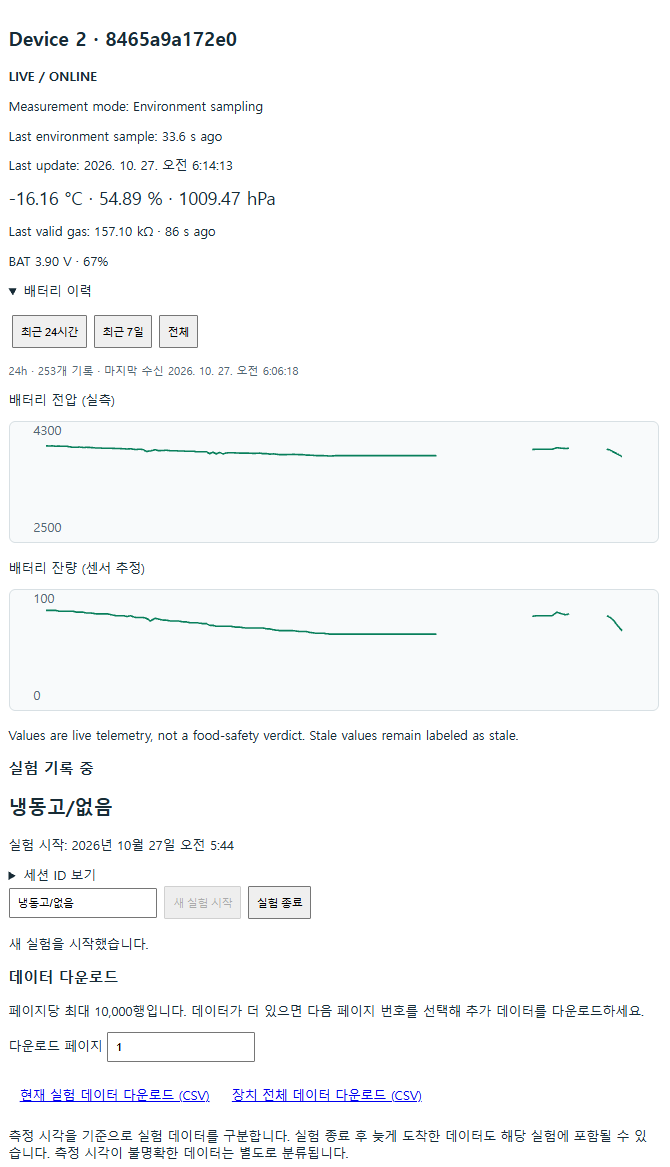 Device 2 · 8465a9a172e0
LIVE / ONLINE
Measurement mode: Environment sampling
Last environment sample: 33.6 s ago
Last update: 2026. 10. 27. 오전 6:14:13
-16.16 °C · 54.89 % · 1009.47 hPa
Last valid gas: 157.10 kΩ · 86 s ago
BAT 3.90 V · 67%
▼ 배터리 이력
최근 24시간 최근 7일 전체
24h · 253개 기록 · 마지막 수신 2026. 10. 27. 오전 6:06:18
배터리 전압 (실측)
4300
2500
배터리 잔량 (센서 추정)
100
0
Values are live telemetry, not a food-safety verdict. Stale values remain labeled as stale.
실험 기록 중
냉동고/없음
실험 시작: 2026년 10월 27일 오전 5:44
▶ 세션 ID 보기
냉동고/없음 새 실험 시작 실험 종료
새 실험을 시작했습니다.
데이터 다운로드
페이지당 최대 10,000행입니다. 데이터가 더 있으면 다음 페이지 번호를 선택해 추가 데이터를 다운로드하세요.
다운로드 페이지 1
현재 실험 데이터 다운로드 (CSV) 장치 전체 데이터 다운로드 (CSV)
측정 시각을 기준으로 실험 데이터를 구분합니다. 실험 종료 후 늦게 도착한 데이터도 해당 실험에 포함될 수 있
습니다. 측정 시각이 불명확한 데이터는 별도로 분류됩니다.